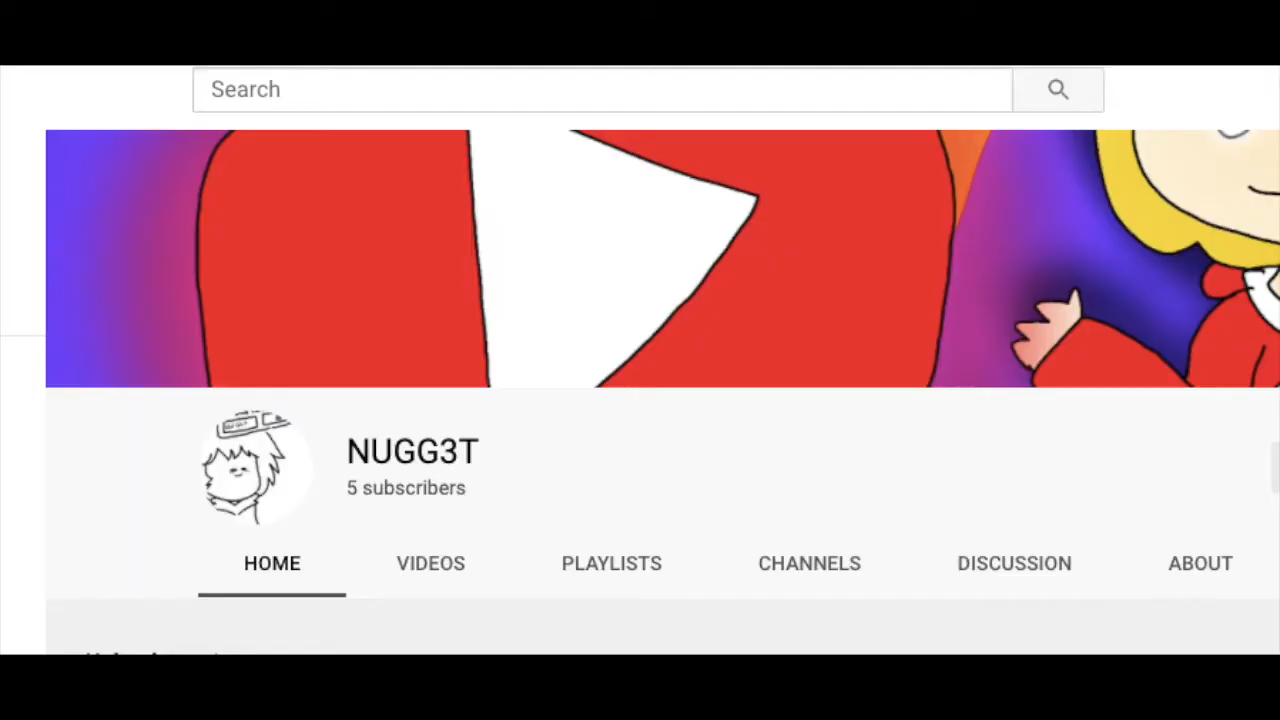 Search
NUGG3T
5 subscribers
HOME VIDEOS PLAYLISTS CHANNELS DISCUSSION ABOUT